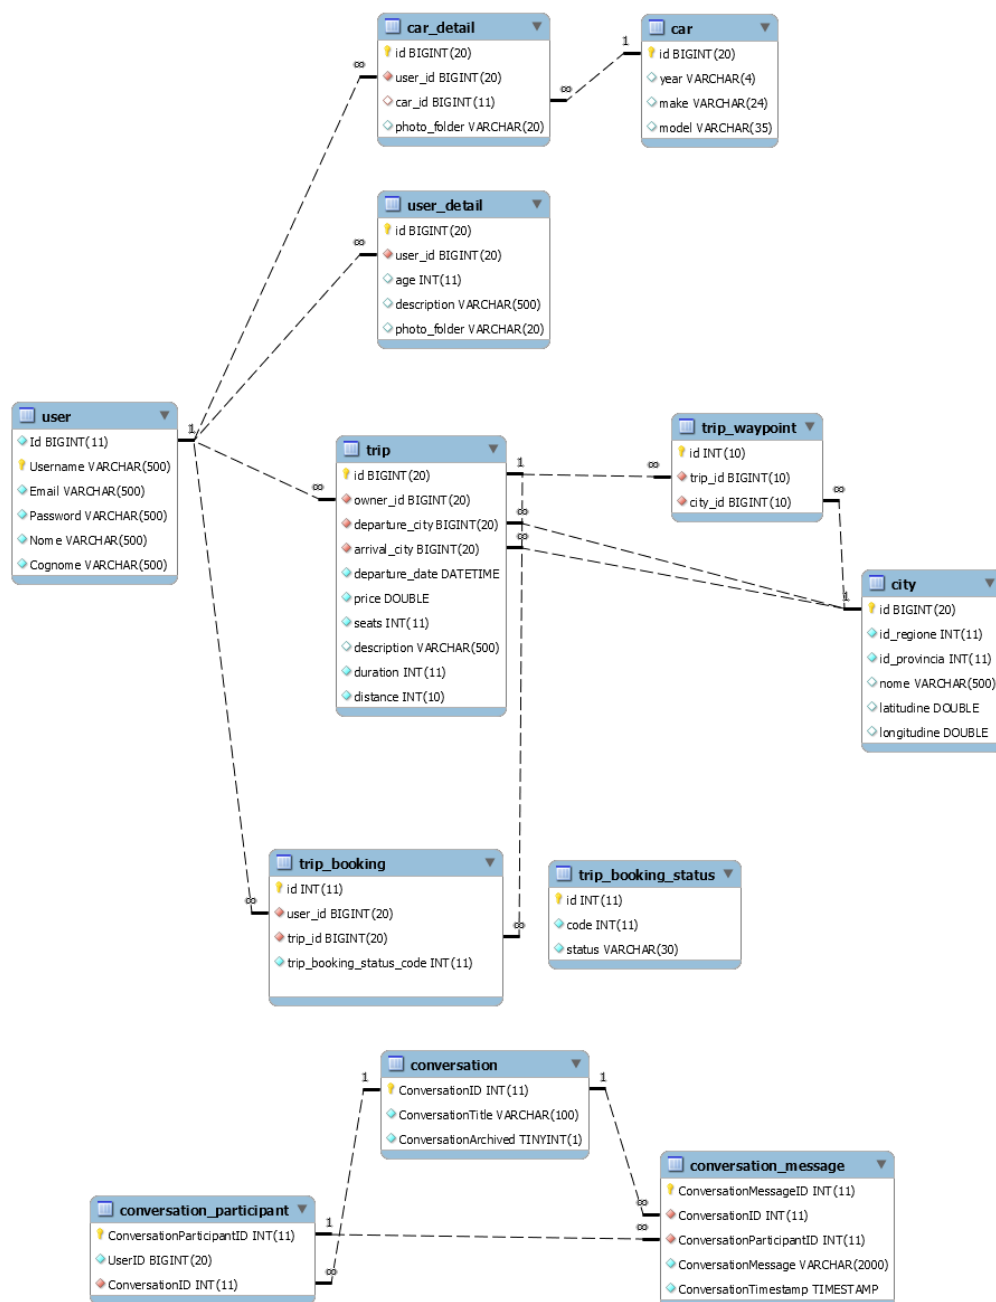 car_detail
id BIGINT(20)
user_id BIGINT(20)
car_id BIGINT(11)
photo_folder VARCHAR(20)
car
id BIGINT(20)
year VARCHAR(4)
make VARCHAR(24)
model VARCHAR(35)
∞
∞
1
user_detail
id BIGINT(20)
user_id BIGINT(20)
age INT(11)
description VARCHAR(500)
photo_folder VARCHAR(20)
∞
user
Id BIGINT(11)
Username VARCHAR(500)
Email VARCHAR(500)
Password VARCHAR(500)
Nome VARCHAR(500)
Cognome VARCHAR(500)
1
∞
trip
id BIGINT(20)
owner_id BIGINT(20)
departure_city BIGINT(20)
arrival_city BIGINT(20)
departure_date DATETIME
price DOUBLE
seats INT(11)
description VARCHAR(500)
duration INT(11)
distance INT(10)
1
∞
∞
trip_waypoint
id INT(10)
trip_id BIGINT(10)
city_id BIGINT(10)
∞
∞
1
city
id BIGINT(20)
id_regione INT(11)
id_provincia INT(11)
nome VARCHAR(500)
latitudine DOUBLE
longitudine DOUBLE
trip_booking
id INT(11)
user_id BIGINT(20)
trip_id BIGINT(20)
trip_booking_status_code INT(11)
∞
∞
trip_booking_status
id INT(11)
code INT(11)
status VARCHAR(30)
conversation
ConversationID INT(11)
ConversationTitle VARCHAR(100)
ConversationArchived TINYINT(1)
1
1
conversation_participant
ConversationParticipantID INT(11)
UserID BIGINT(20)
ConversationID INT(11)
1
∞
conversation_message
ConversationMessageID INT(11)
ConversationID INT(11)
ConversationParticipantID INT(11)
ConversationMessage VARCHAR(2000)
ConversationTimestamp TIMESTAMP
∞
∞